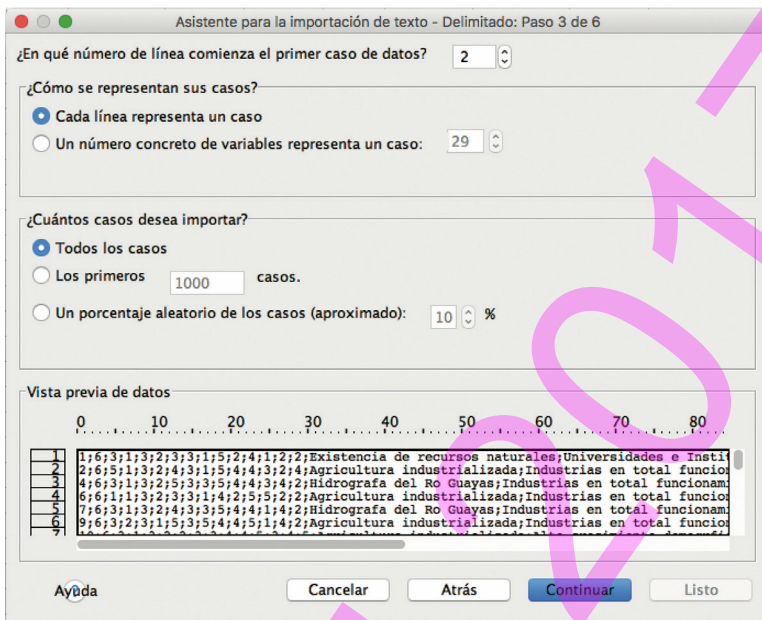 Asistente para la importación de texto - Delimitado: Paso 3 de 6
¿En qué número de línea comienza el primer caso de datos? 2
¿Cómo se representan sus casos?
Cada línea representa un caso
Un número concreto de variables representa un caso: 29
¿Cuántos casos desea importar?
Todos los casos
Los primeros 1000 casos.
Un porcentaje aleatorio de los casos (aproximado): 10 %
Vista previa de datos
0 10 20 30 40 50 60 70 80
1 1;6;3;1;3;2;3;3;1;5;2;4;1;2;2;Existencia de recursos naturales;Universidades e Insti
2 2;6;5;1;3;2;4;3;1;5;4;4;3;2;4;Agricultura industrializada;Industrias en total funcion
3 4;6;3;1;3;2;5;3;3;5;4;4;3;4;2;Hidrografa del Ro Guayas;Industrias en total funcionami
4 6;6;1;1;3;2;3;3;1;4;2;5;5;2;2;Agricultura industrializada;Industrias en total funcion
5 7;6;3;1;3;2;4;3;3;5;4;4;1;4;2;Hidrografa del Ro Guayas;Industrias en total funcionami
6 9;6;3;2;3;1;5;3;5;4;4;5;1;4;2;Agricultura industrializada;Industrias en total funcion
7
Ayuda Cancelar Atrás Continuar Listo
201